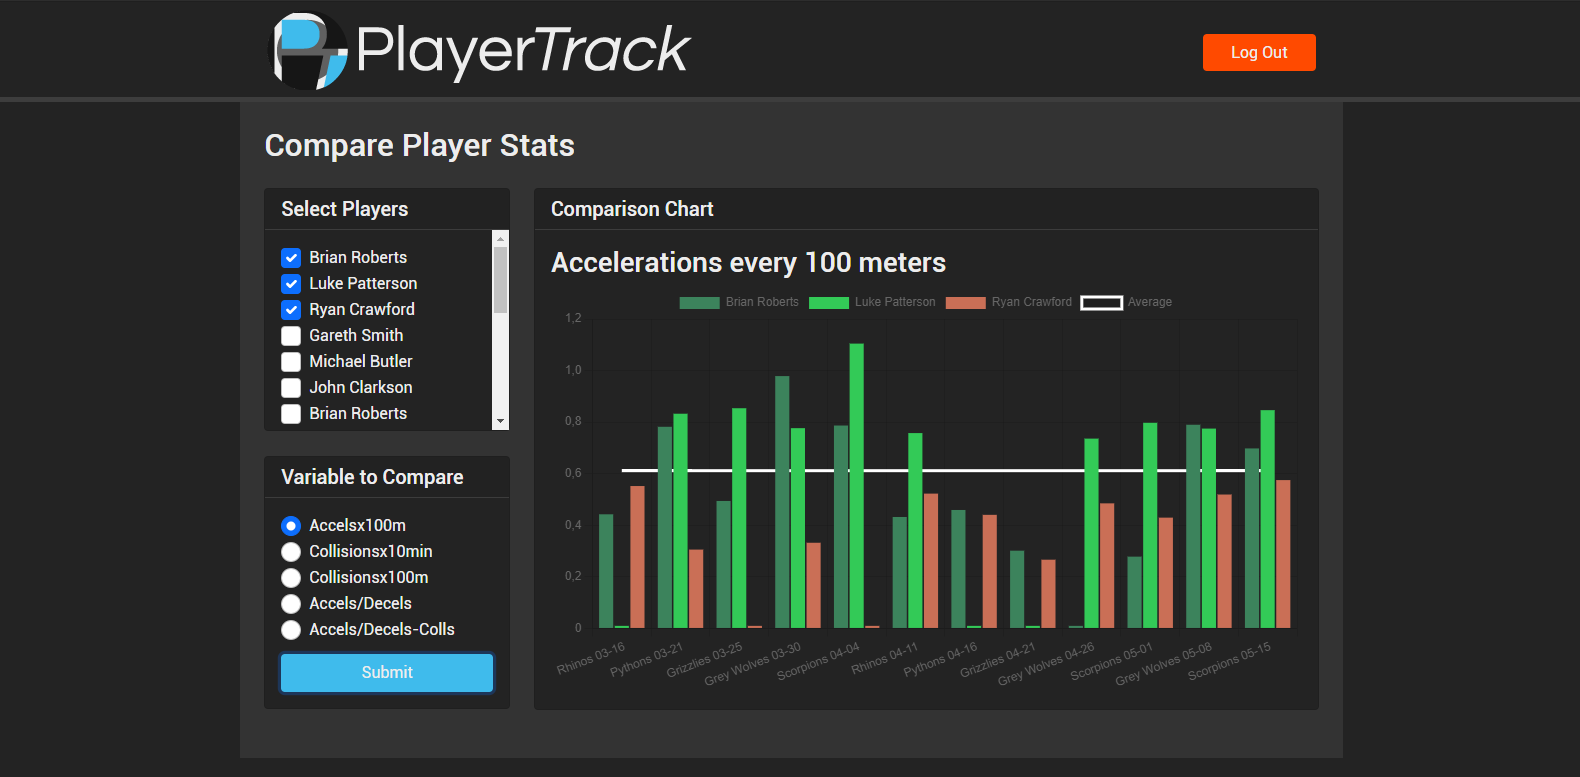 PlayerTrack
Log Out
Compare Player Stats
Select Players
Brian Roberts
Luke Patterson
Ryan Crawford
Gareth Smith
Michael Butler
John Clarkson
Brian Roberts
Variable to Compare
Accelsx100m
Collisionsx10min
Collisionsx100m
Accels/Decels
Accels/Decels-Colls
Submit
Comparison Chart
Accelerations every 100 meters
Brian Roberts Luke Patterson Ryan Crawford Average
1,2
1,0
0,8
0,6
0,4
0,2
0
Rhinos 03-16
Pythons 03-21
Grizzlies 03-25
Grey Wolves 03-30
Scorpions 04-04
Rhinos 04-11
Pythons 04-16
Grizzlies 04-21
Grey Wolves 04-26
Scorpions 05-01
Grey Wolves 05-08
Scorpions 05-15